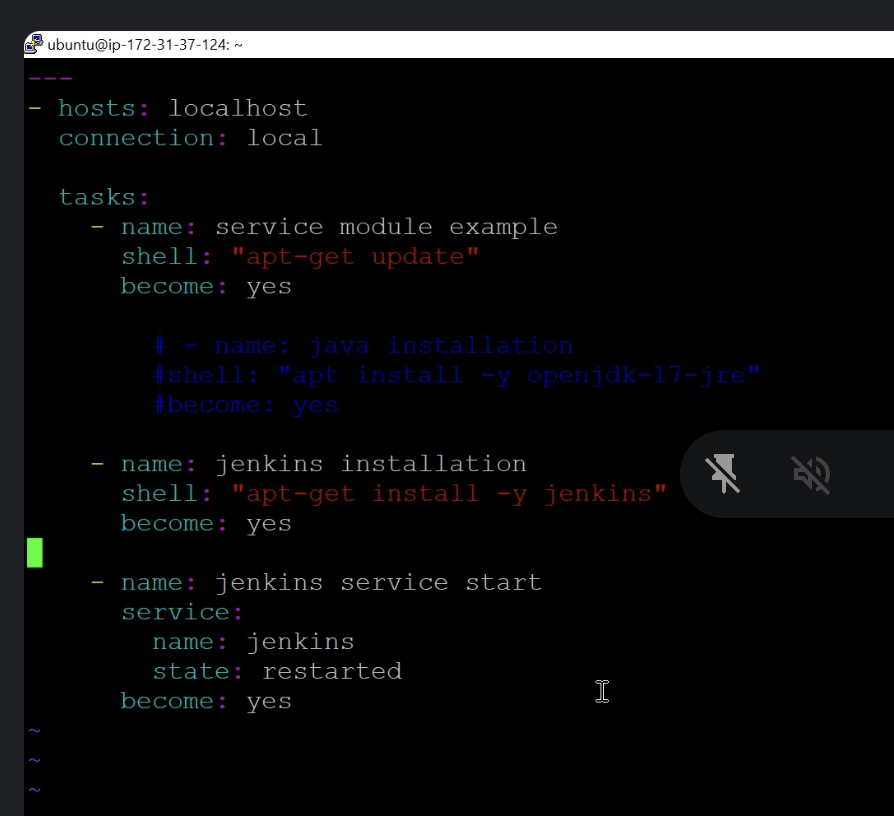 ubuntu@ip-172-31-37-124: ~
---
- hosts: localhost
  connection: local

  tasks:
    - name: service module example
      shell: "apt-get update"
      become: yes

        # - name: java installation
        #shell: "apt install -y openjdk-17-jre"
        #become: yes

    - name: jenkins installation
      shell: "apt-get install -y jenkins"
      become: yes

    - name: jenkins service start
      service:
        name: jenkins
        state: restarted
      become: yes
~
~
~